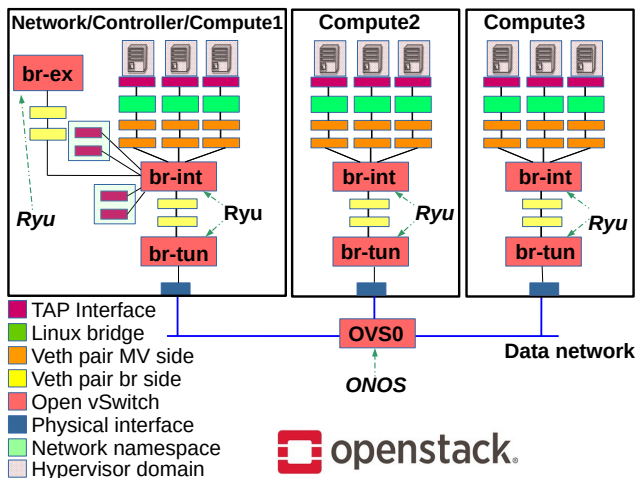 Network/Controller/Compute1
Compute2
Compute3
br-ex
br-int
br-int
br-int
Ryu
Ryu
Ryu
Ryu
br-tun
br-tun
br-tun
TAP Interface
Linux bridge
Veth pair MV side
Veth pair br side
Open vSwitch
Physical interface
Network namespace
Hypervisor domain
OVS0
Data network
ONOS
openstack.